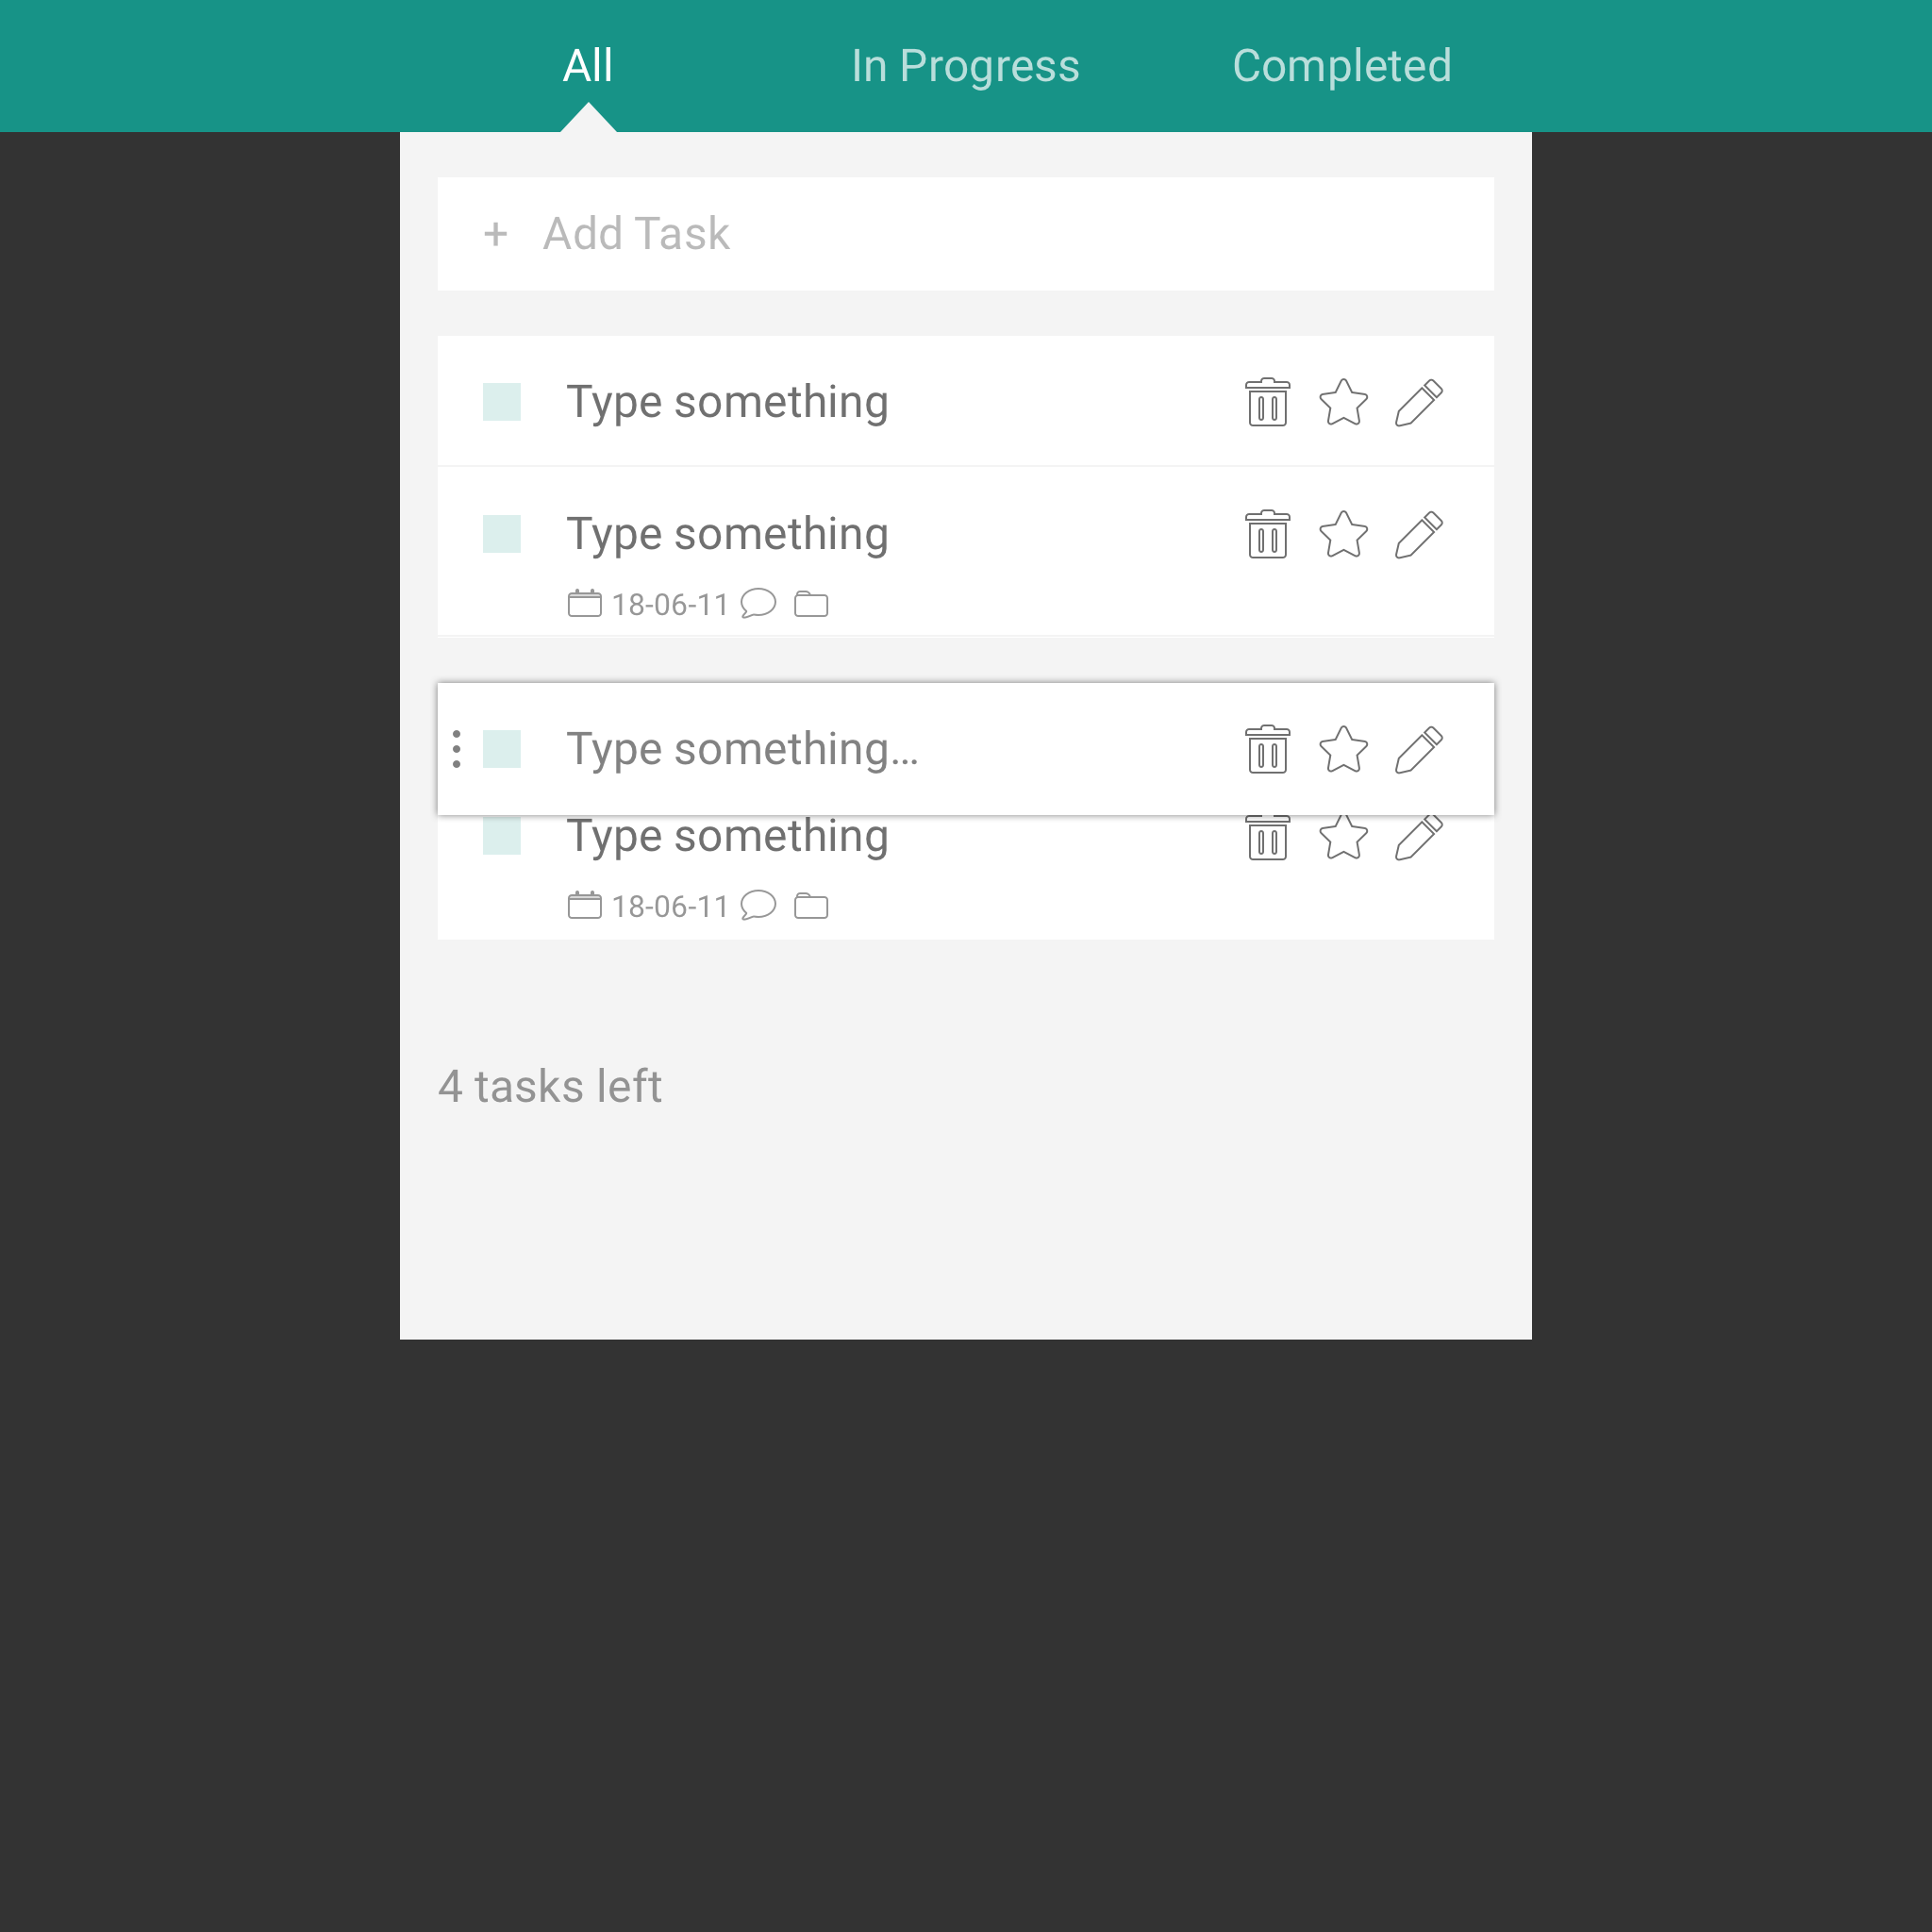 All In Progress Completed
+ Add Task
Type something
Type something
18-06-11
Type something...
Type something
18-06-11
4 tasks left